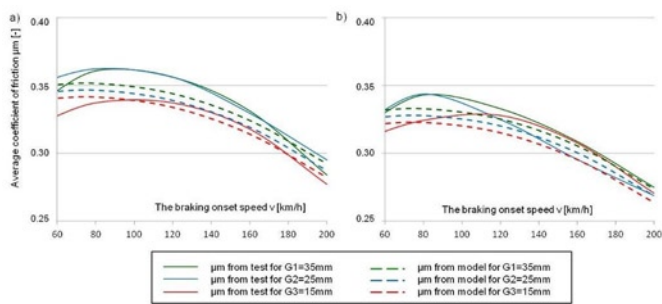 a)
0.40
0.35
0.30
0.25
Average coefficient of friction μm [-]
The braking onset speed v [km/h]
60 80 100 120 140 160 180 200
b)
0.40
0.35
0.30
0.25
The braking onset speed v [km/h]
60 80 100 120 140 160 180 200
μm from test for G1=35mm
μm from test for G2=25mm
μm from test for G3=15mm
μm from model for G1=35mm
μm from model for G2=25mm
μm from model for G3=15mm